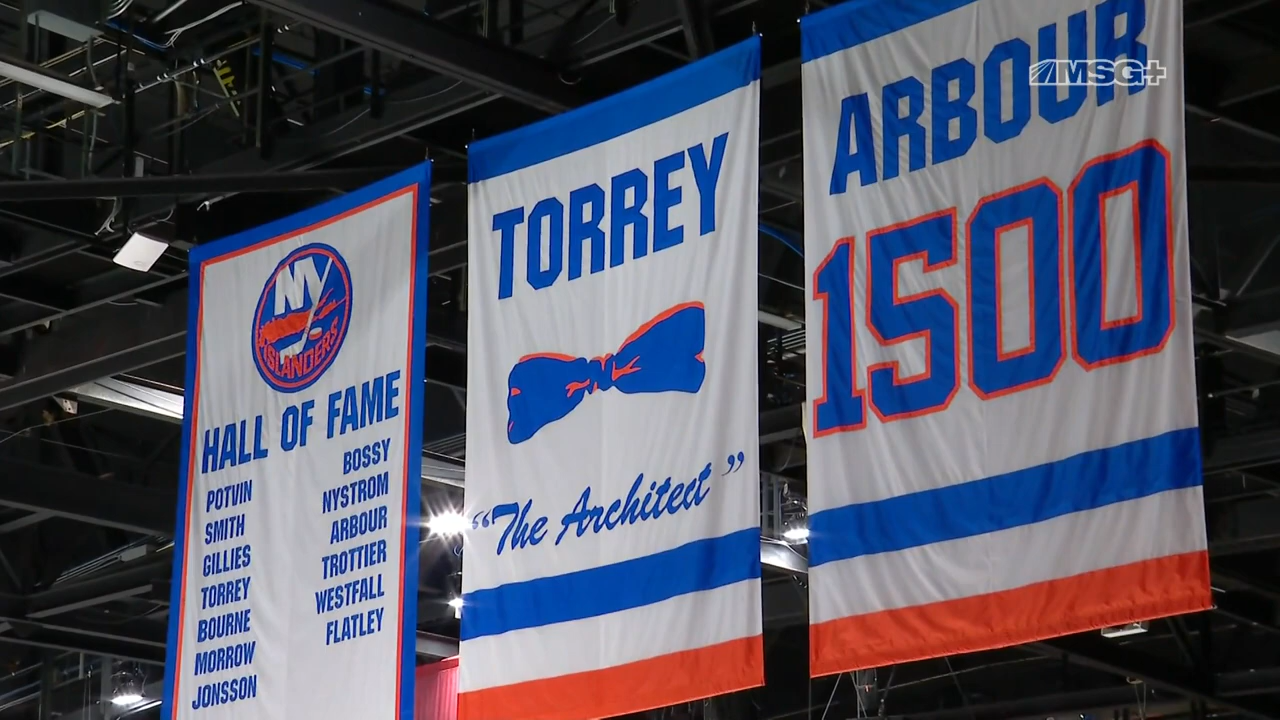 NY
ISLANDERS
HALL OF FAME
POTVIN
SMITH
GILLIES
TORREY
BOURNE
MORROW
JONSSON
BOSSY
NYSTROM
ARBOUR
TROTTIER
WESTFALL
FLATLEY
TORREY
“The Architect”
ARBOUR
1500
MSG+